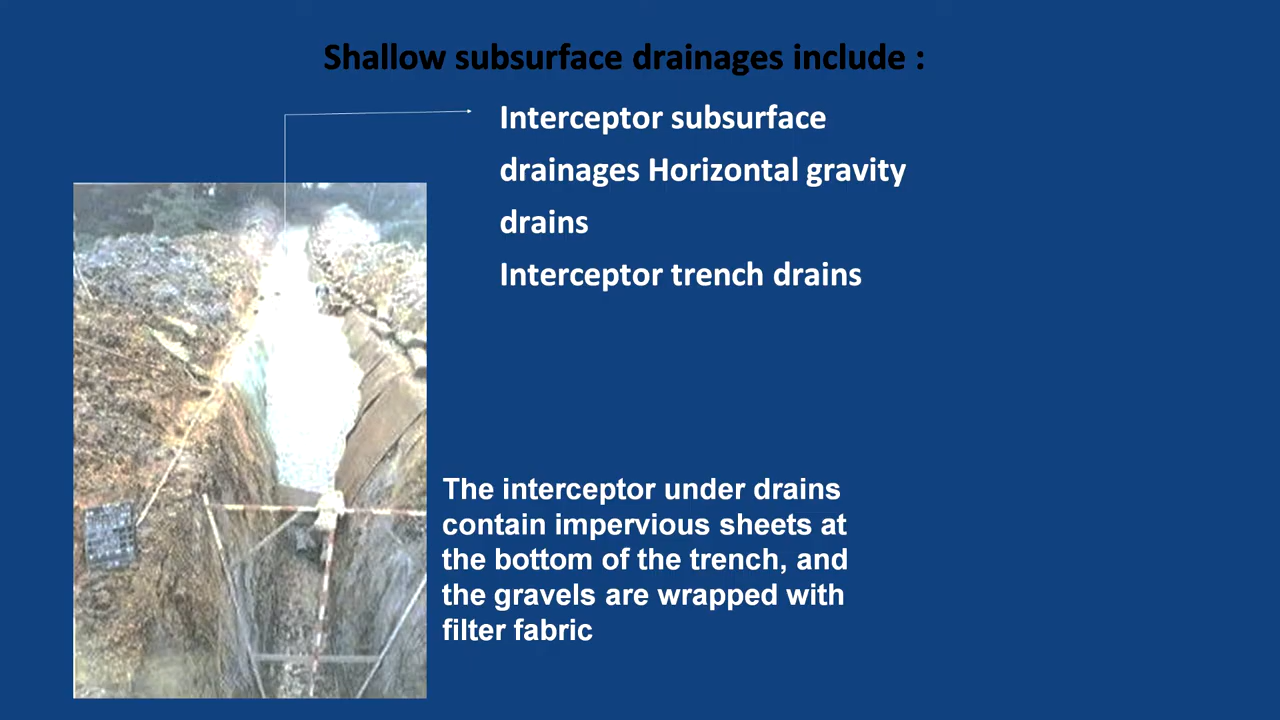 Shallow subsurface drainages include :
Interceptor subsurface
drainages Horizontal gravity
drains
Interceptor trench drains
The interceptor under drains
contain impervious sheets at
the bottom of the trench, and
the gravels are wrapped with
filter fabric